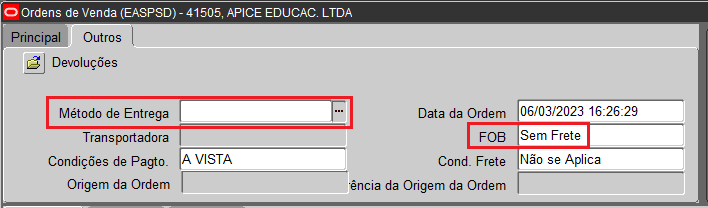 Ordens de Venda (EASPSD) - 41505, APICE EDUCAC. LTDA
Principal Outros
Devoluções
Método de Entrega ... Data da Ordem 06/03/2023 16:26:29
Transportadora FOB Sem Frete
Condições de Pagto. A VISTA Cond. Frete Não se Aplica
Origem da Ordem rência da Origem da Ordem